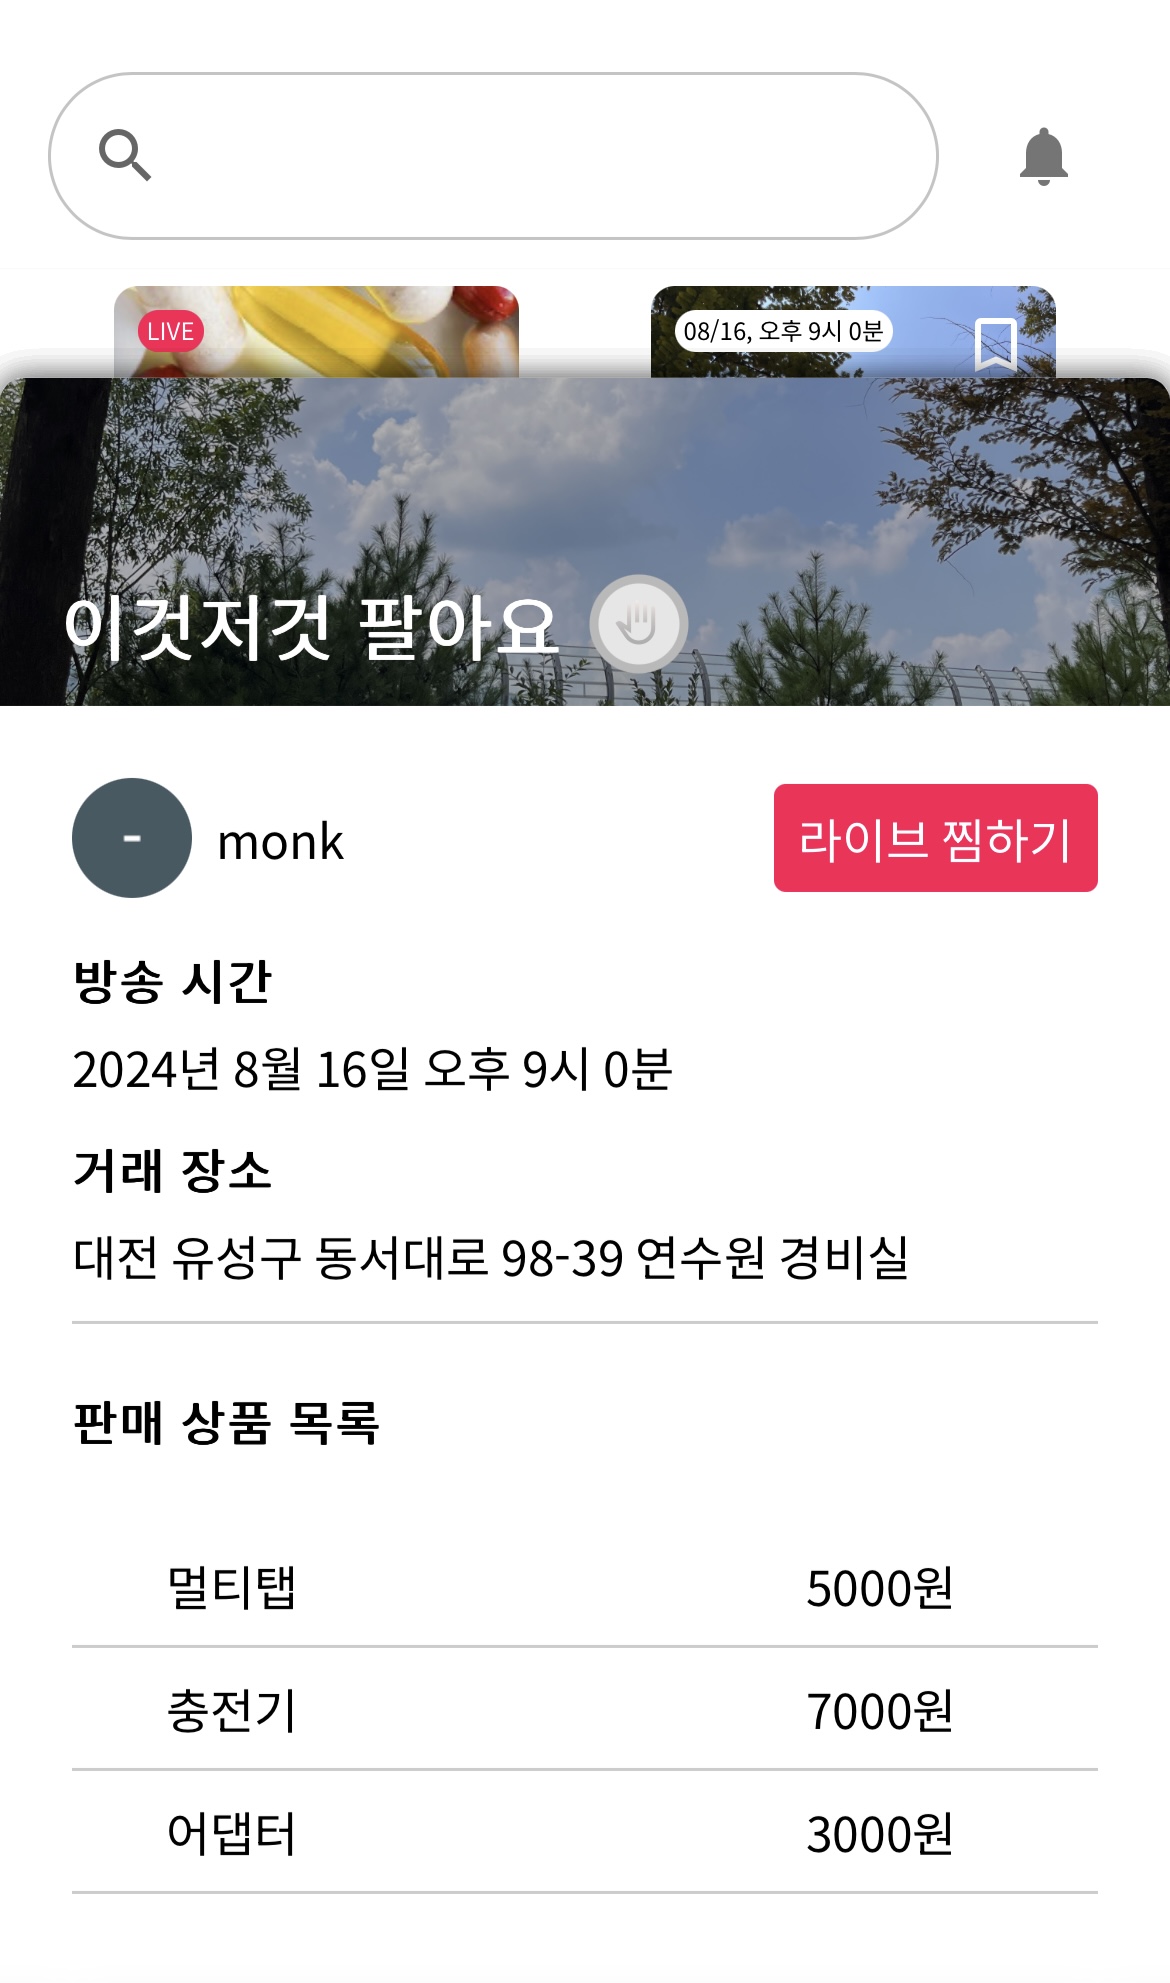 LIVE
08/16, 오후 9시 0분
이것저것 팔아요
monk
라이브 찜하기
방송 시간
2024년 8월 16일 오후 9시 0분
거래 장소
대전 유성구 동서대로 98-39 연수원 경비실
판매 상품 목록
멀티탭 5000원
충전기 7000원
어댑터 3000원